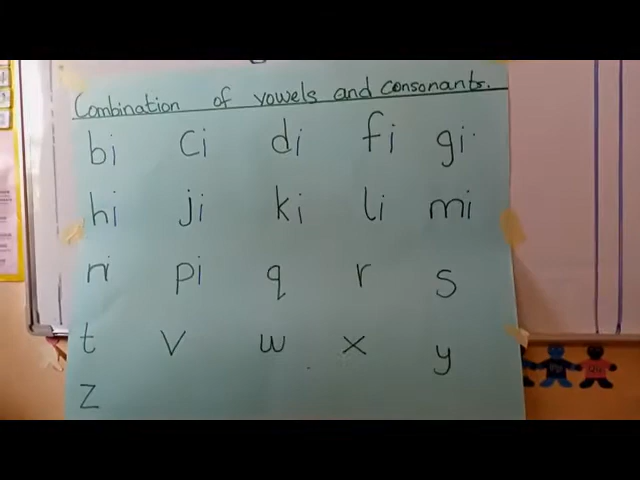 Combination of vowels and consonants.
bi ci di fi gi
hi ji ki li mi
ni pi q r s
t v w x y
z